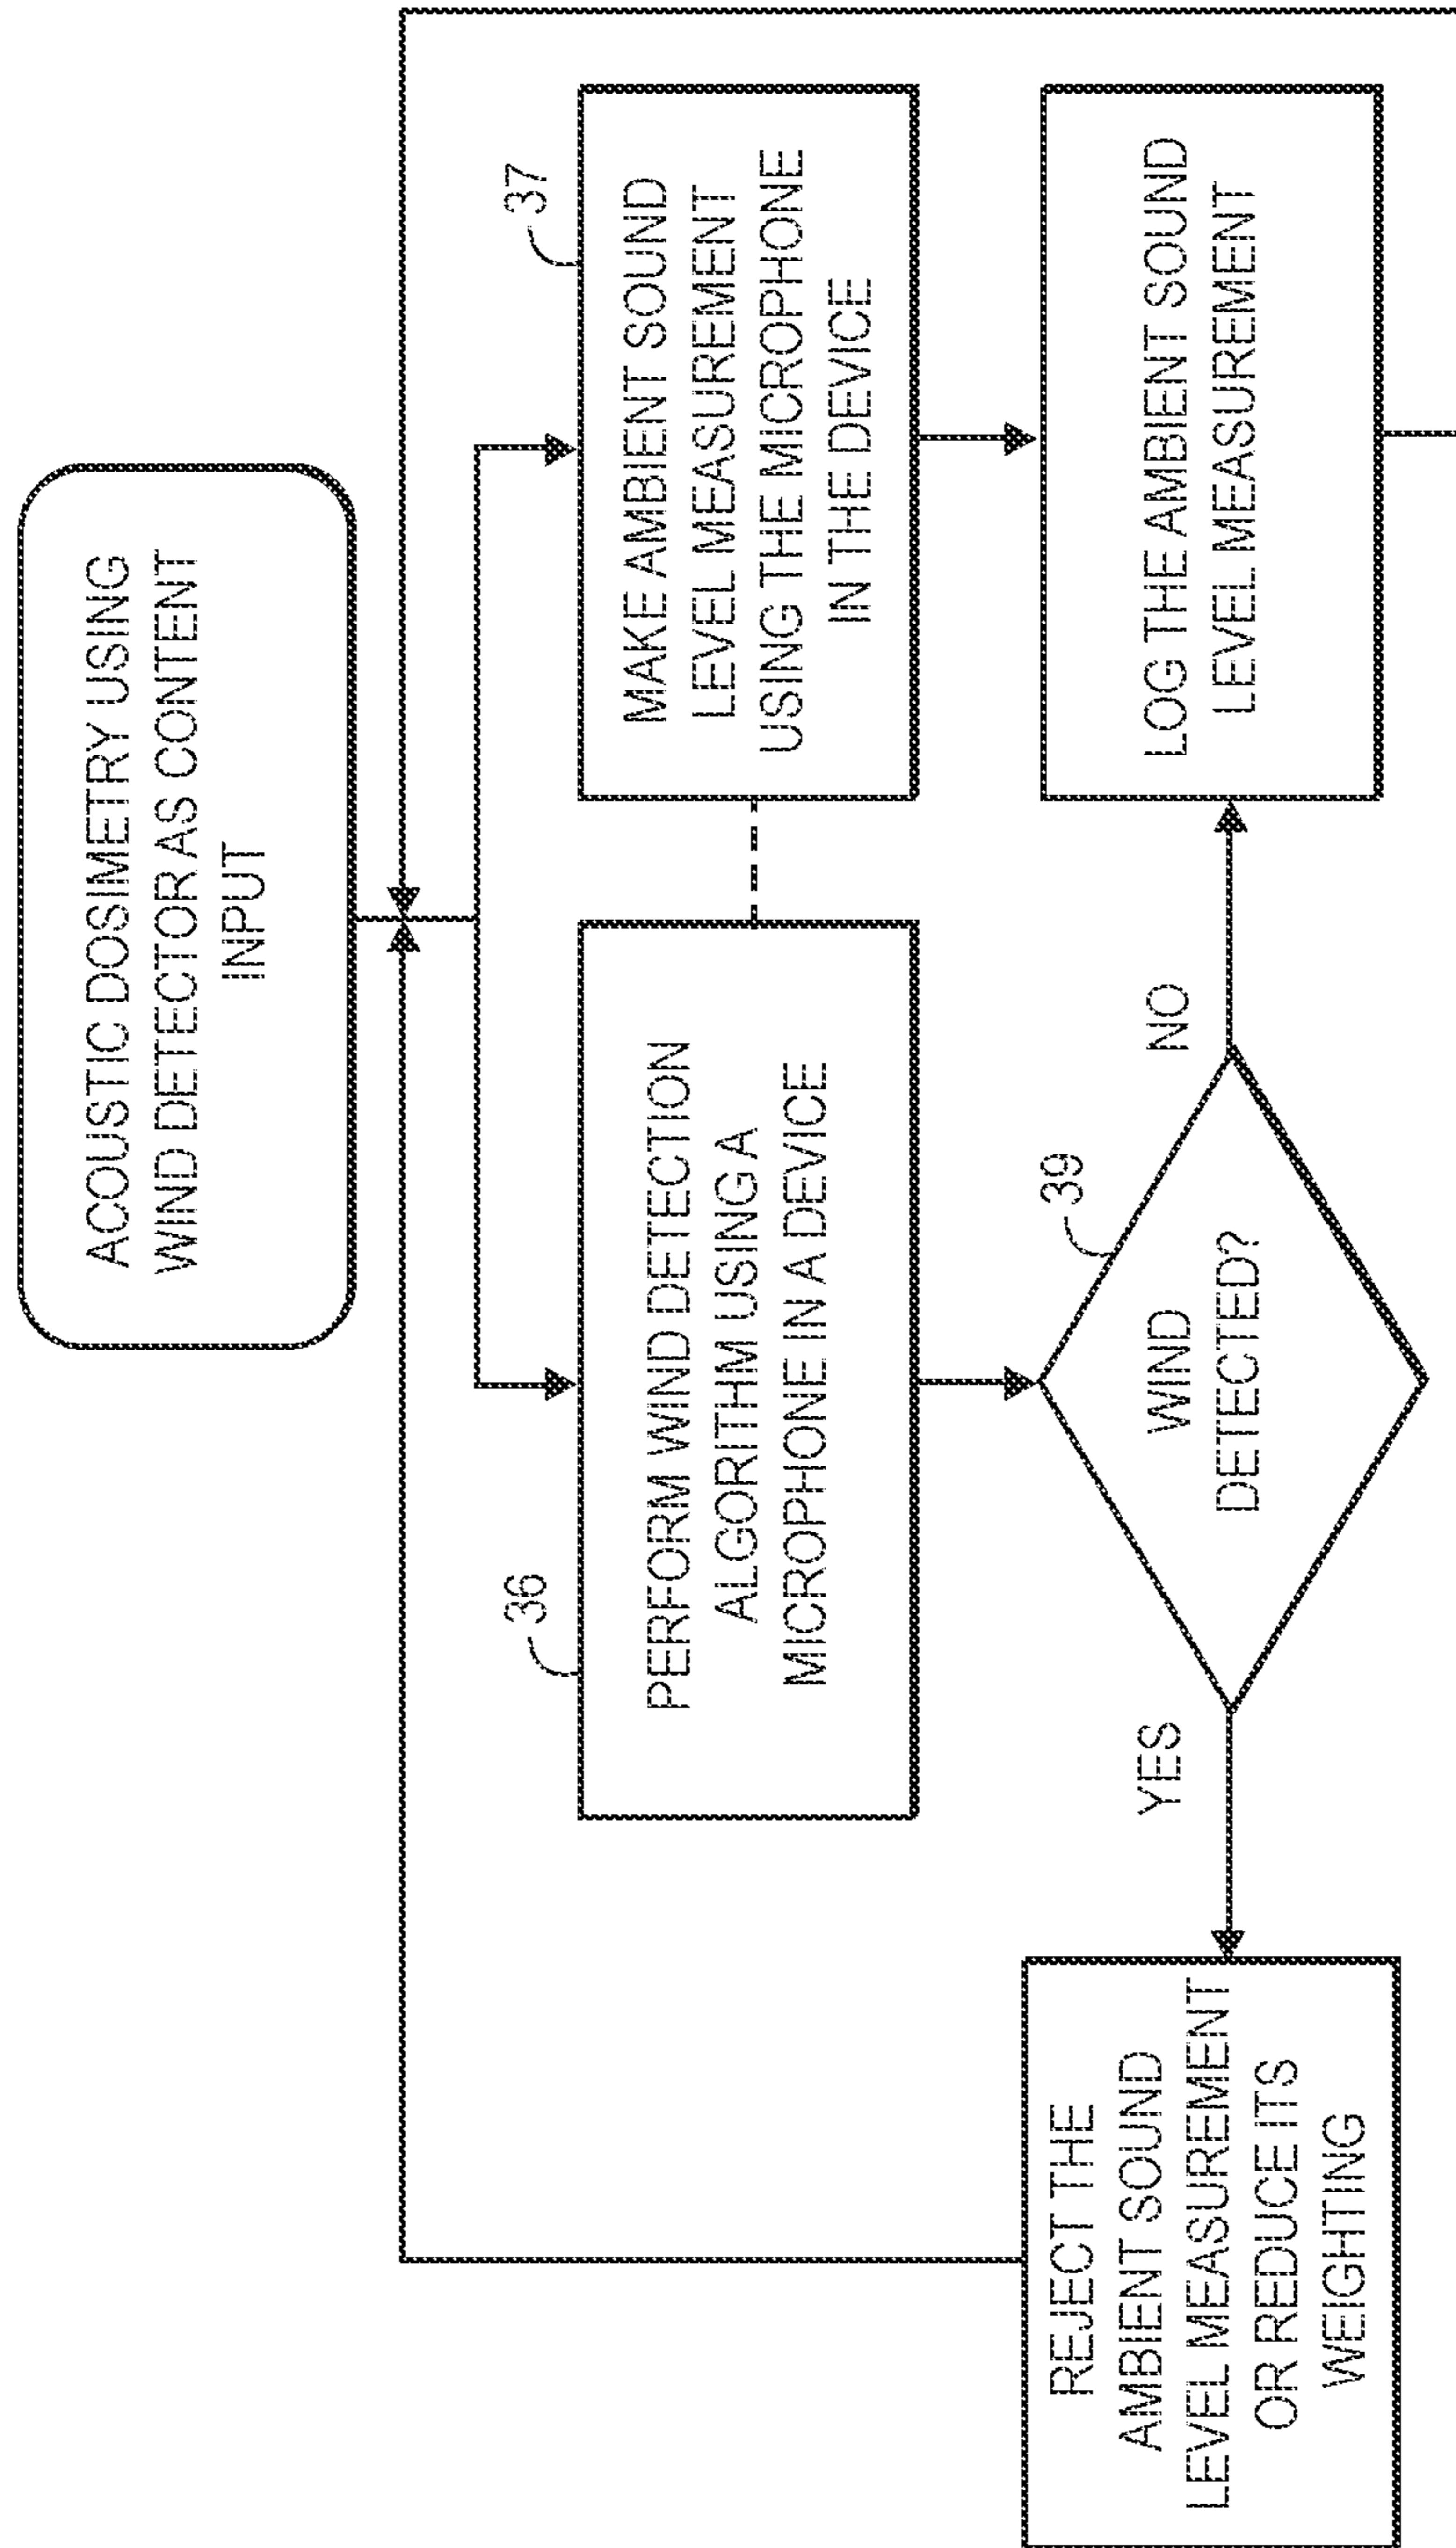 ACOUSTIC DOSIMETRY USING
WIND DETECTOR AS CONTENT
INPUT
36
PERFORM WIND DETECTION
ALGORITHM USING A
MICROPHONE IN A DEVICE
37
MAKE AMBIENT SOUND
LEVEL MEASUREMENT
USING THE MICROPHONE
IN THE DEVICE
39
WIND
DETECTED?
YES
NO
REJECT THE
AMBIENT SOUND
LEVEL MEASUREMENT
OR REDUCE ITS
WEIGHTING
LOG THE AMBIENT SOUND
LEVEL MEASUREMENT